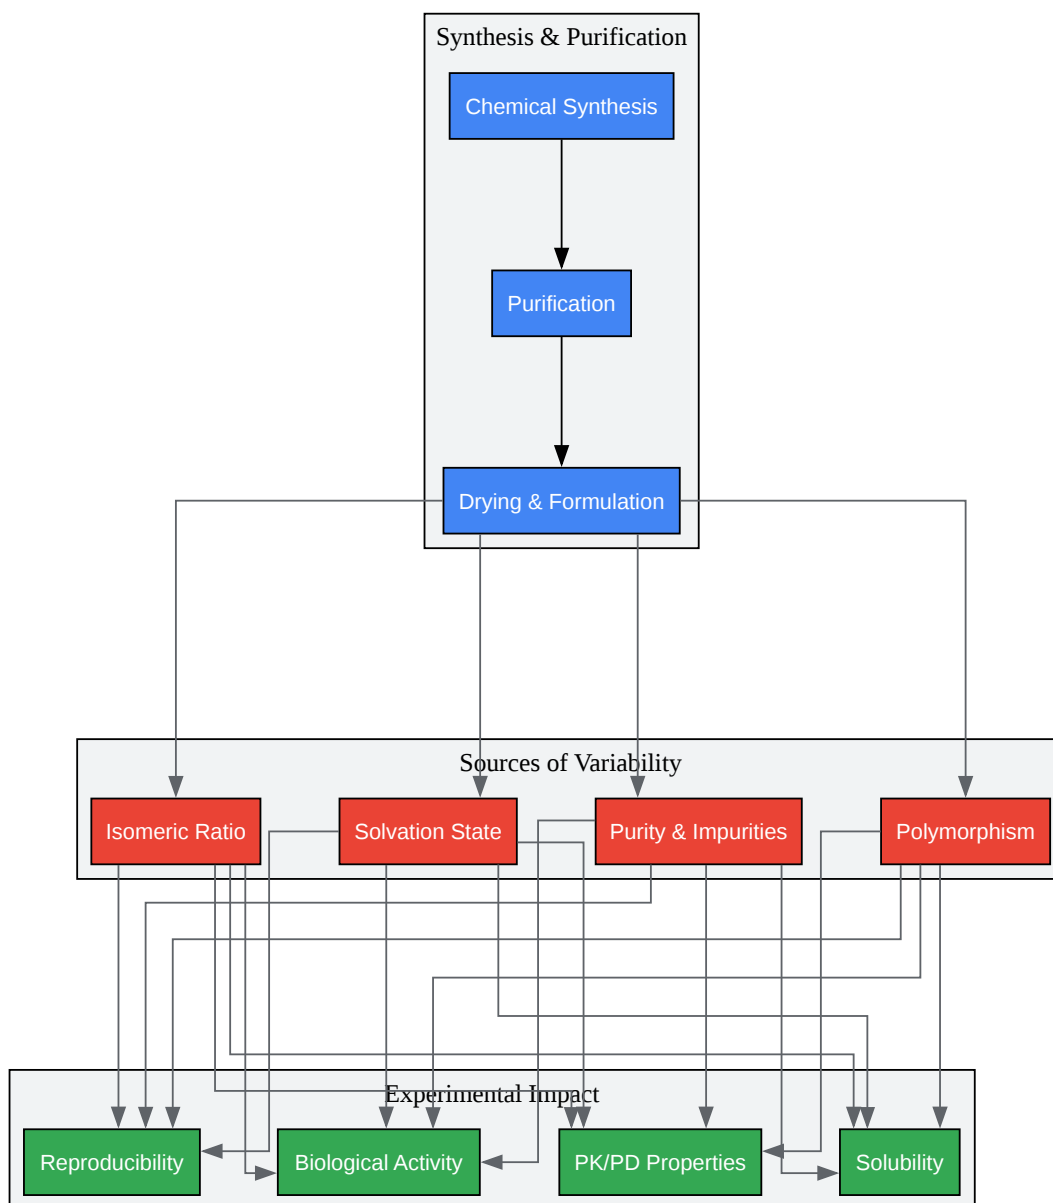 Synthesis & Purification
Chemical Synthesis
Purification
Drying & Formulation
Sources of Variability
Isomeric Ratio
Solvation State
Purity & Impurities
Polymorphism
Experimental Impact
Reproducibility
Biological Activity
PK/PD Properties
Solubility